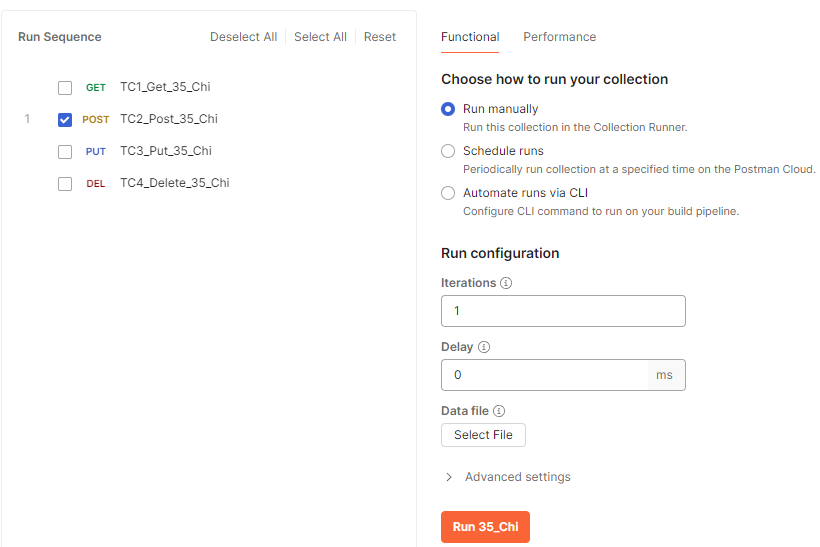 Run Sequence
Deselect All
Select All
Reset
GET TC1_Get_35_Chi
1 POST TC2_Post_35_Chi
PUT TC3_Put_35_Chi
DEL TC4_Delete_35_Chi
Functional
Performance
Choose how to run your collection
Run manually
Run this collection in the Collection Runner.
Schedule runs
Periodically run collection at a specified time on the Postman Cloud.
Automate runs via CLI
Configure CLI command to run on your build pipeline.
Run configuration
Iterations
1
Delay
0 ms
Data file
Select File
Advanced settings
Run 35_Chi